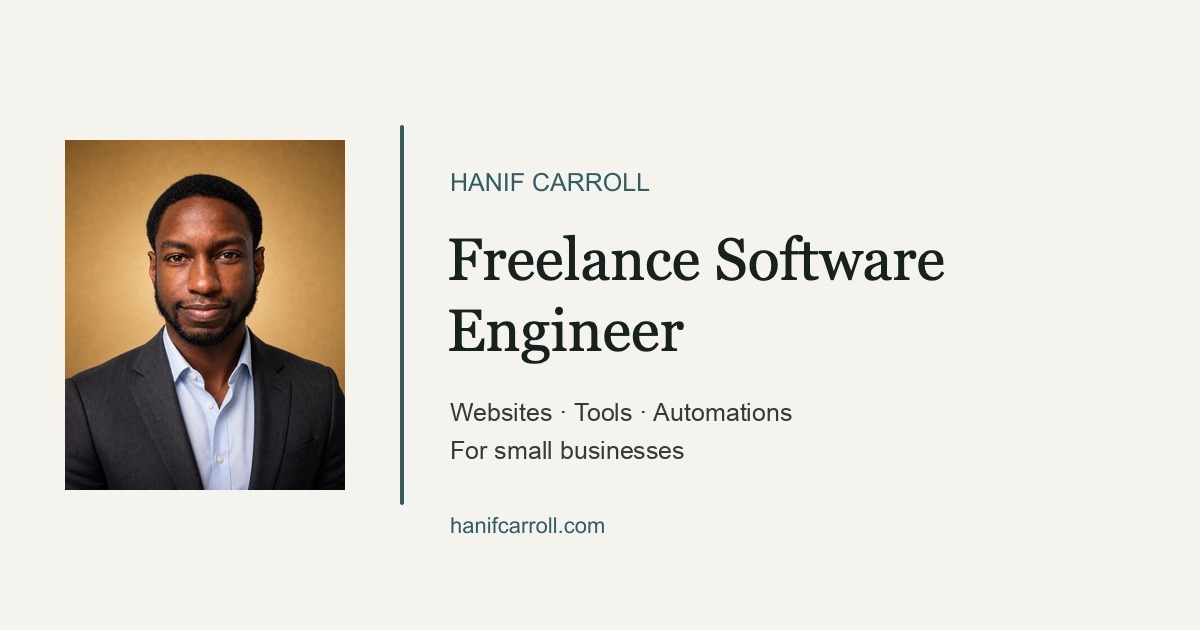 HANIF CARROLL
Freelance Software
Engineer
Websites · Tools · Automations
For small businesses
hanifcarroll.com